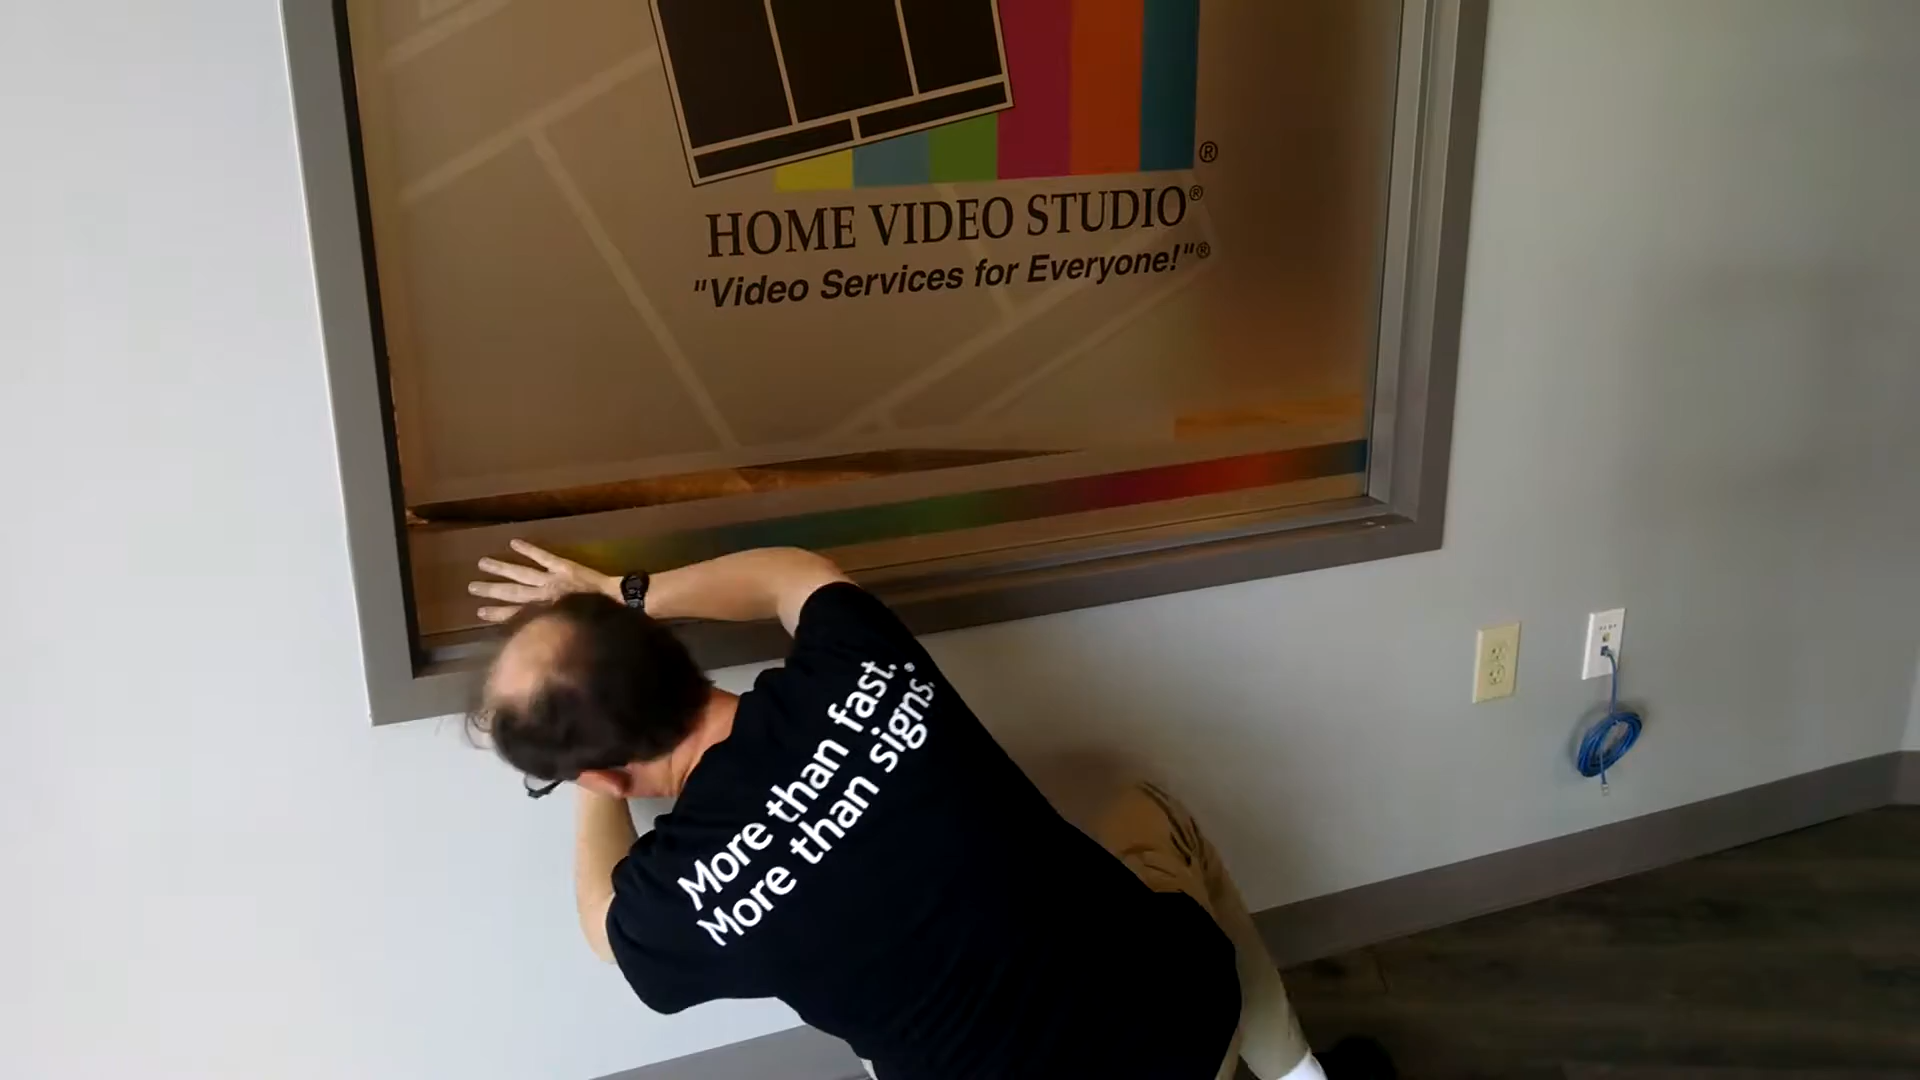 ®
HOME VIDEO STUDIO®
"Video Services for Everyone!"®
More than fast.
More than signs.®